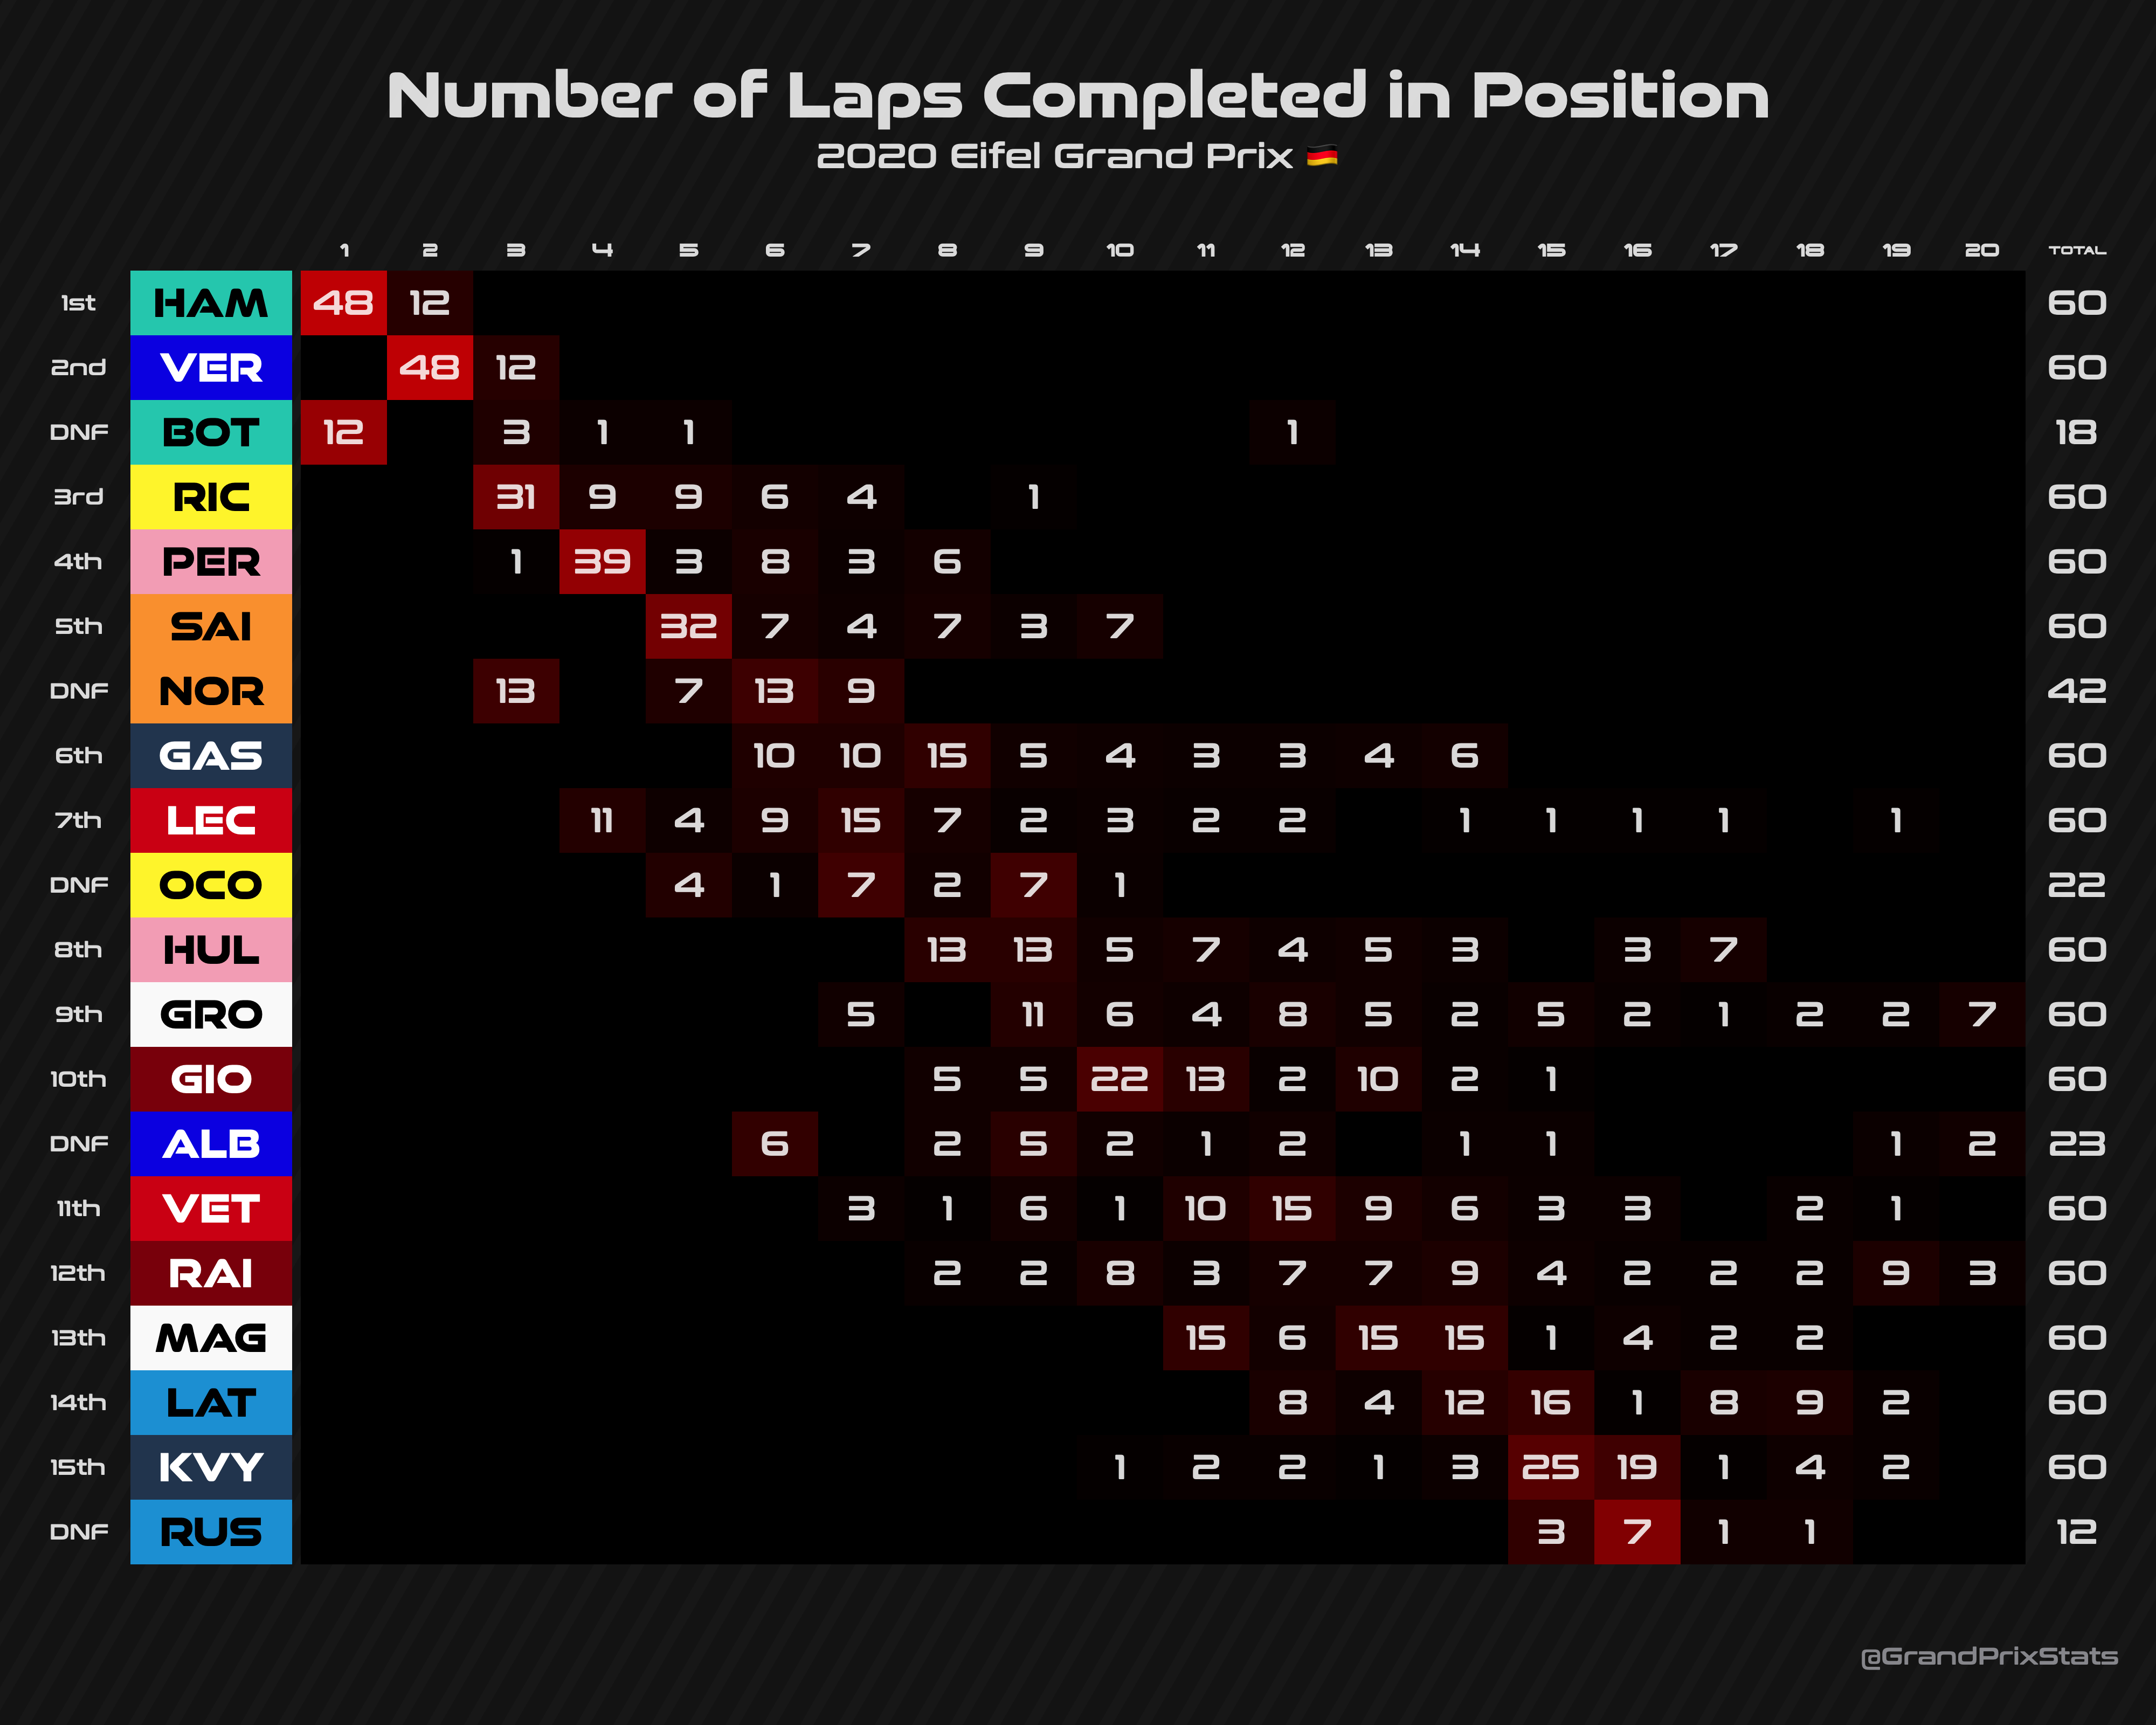 Number of Laps Completed in Position
2020 Eifel Grand Prix 🇩🇪
1 2 3 4 5 6 7 8 9 10 11 12 13 14 15 16 17 18 19 20 TOTAL
1st HAM 48 12 60
2nd VER 48 12 60
DNF BOT 12 3 1 1 1 18
3rd RIC 31 9 9 6 4 1 60
4th PER 1 39 3 8 3 6 60
5th SAI 32 7 4 7 3 7 60
DNF NOR 13 7 13 9 42
6th GAS 10 10 15 5 4 3 3 4 6 60
7th LEC 11 4 9 15 7 2 3 2 2 1 1 1 1 1 60
DNF OCO 4 1 7 2 7 1 22
8th HUL 13 13 5 7 4 5 3 3 7 60
9th GRO 5 11 6 4 8 5 2 5 2 1 2 2 7 60
10th GIO 5 5 22 13 2 10 2 1 60
DNF ALB 6 2 5 2 1 2 1 1 1 2 23
11th VET 3 1 6 1 10 15 9 6 3 3 2 1 60
12th RAI 2 2 8 3 7 7 9 4 2 2 2 9 3 60
13th MAG 15 6 15 15 1 4 2 2 60
14th LAT 8 4 12 16 1 8 9 2 60
15th KVY 1 2 2 1 3 25 19 1 4 2 60
DNF RUS 3 7 1 1 12
@GrandPrixStats